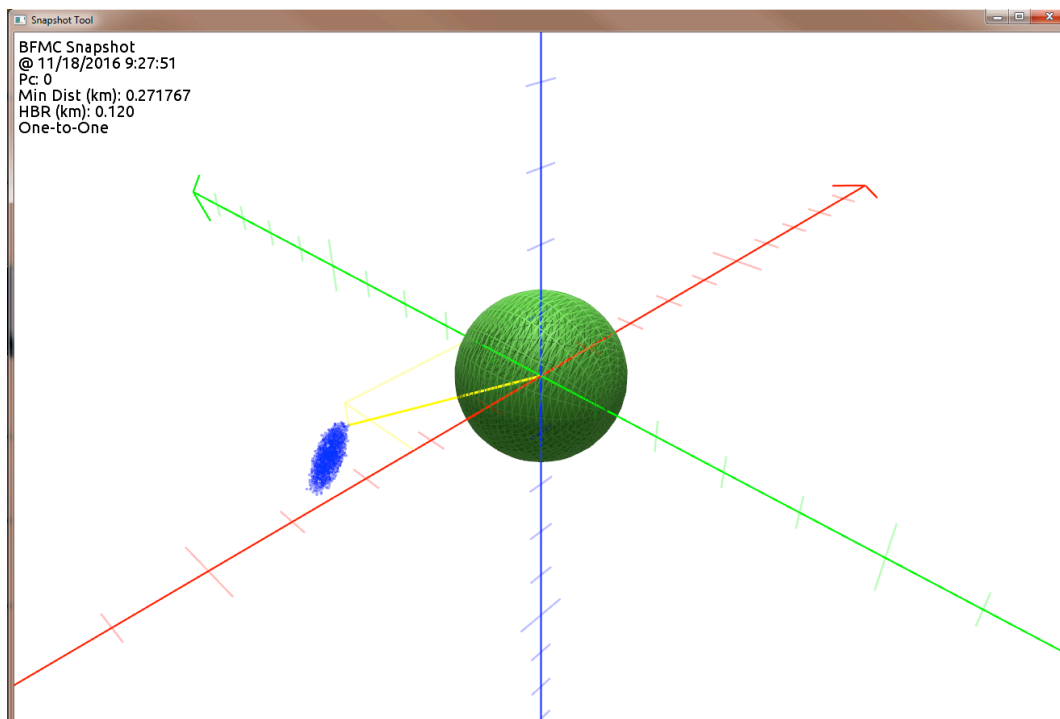 Snapshot Tool
BFMC Snapshot
@ 11/18/2016 9:27:51
Pc: 0
Min Dist (km): 0.271767
HBR (km): 0.120
One-to-One